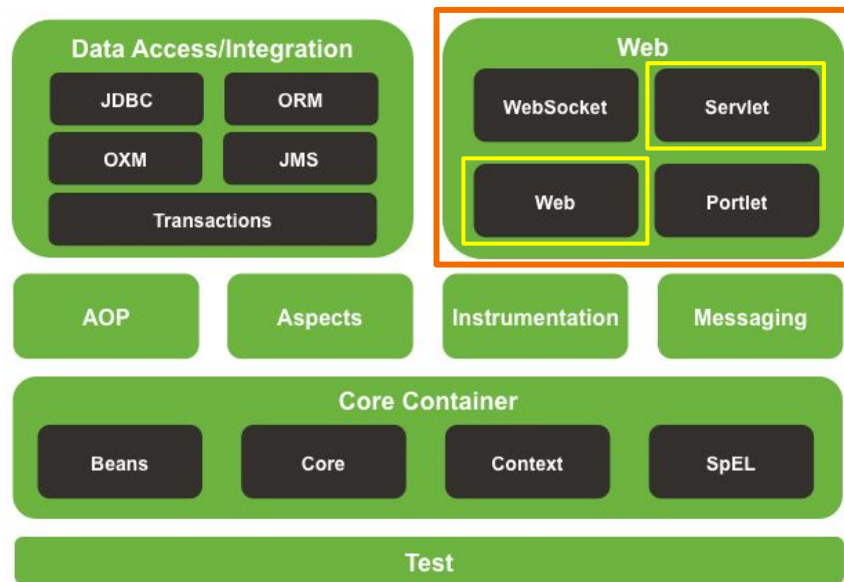 Data Access/Integration
JDBC
ORM
OXM
JMS
Transactions
Web
WebSocket
Servlet
Web
Portlet
AOP
Aspects
Instrumentation
Messaging
Core Container
Beans
Core
Context
SpEL
Test